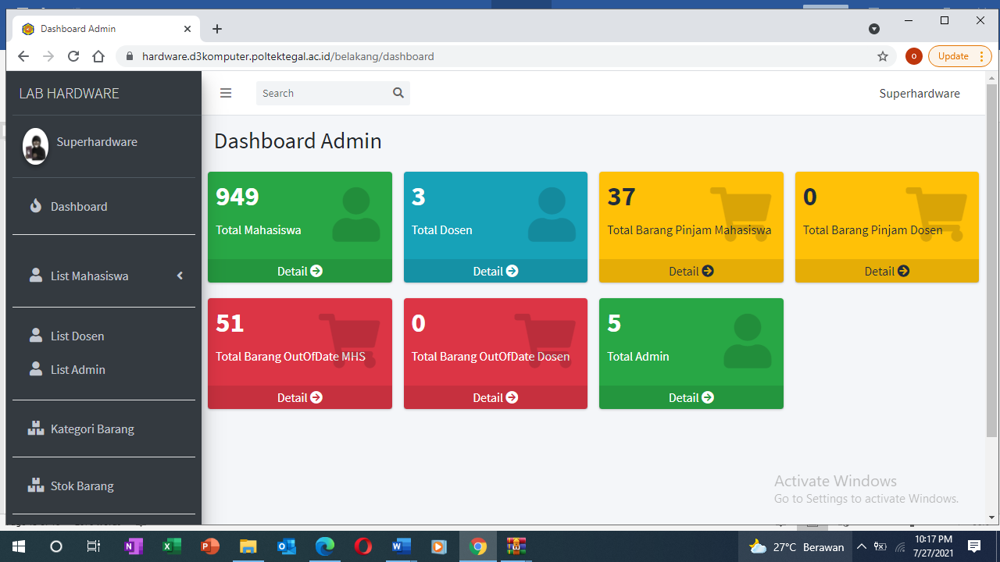 Dashboard Admin
hardware.d3komputer.poltektegal.ac.id/belakang/dashboard
O
Update
LAB HARDWARE
Search
Superhardware
Superhardware
Dashboard Admin
Dashboard
List Mahasiswa
List Dosen
List Admin
Kategori Barang
Stok Barang
949
Total Mahasiswa
Detail
3
Total Dosen
Detail
37
Total Barang Pinjam Mahasiswa
Detail
0
Total Barang Pinjam Dosen
Detail
51
Total Barang OutOfDate MHS
Detail
0
Total Barang OutOfDate Dosen
Detail
5
Total Admin
Detail
Activate Windows
Go to Settings to activate Windows.
27°C Berawan
10:17 PM
7/27/2021